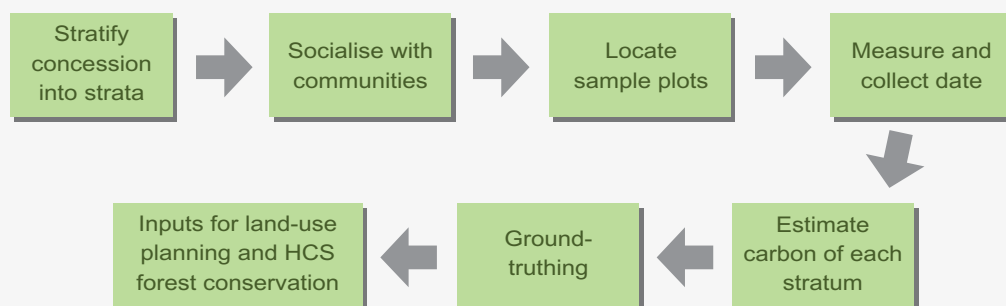 Stratify
concession
into strata
Socialise with
communities
Locate
sample plots
Measure and
collect date
Estimate
carbon of each
stratum
Ground-
truthing
Inputs for land-use
planning and HCS
forest conservation